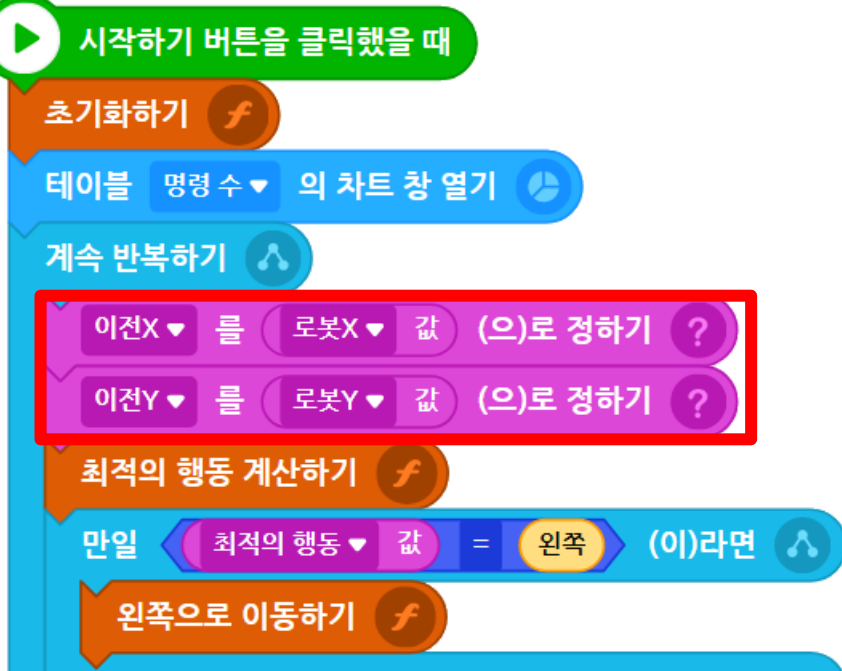 시작하기 버튼을 클릭했을 때
초기화하기
테이블 명령 수 ▼ 의 차트 창 열기
계속 반복하기
이전X ▼ 를 로봇X ▼ 값 (으)로 정하기 ?
이전Y ▼ 를 로봇Y ▼ 값 (으)로 정하기 ?
최적의 행동 계산하기
만일 최적의 행동 ▼ 값 = 왼쪽 (이)라면
왼쪽으로 이동하기